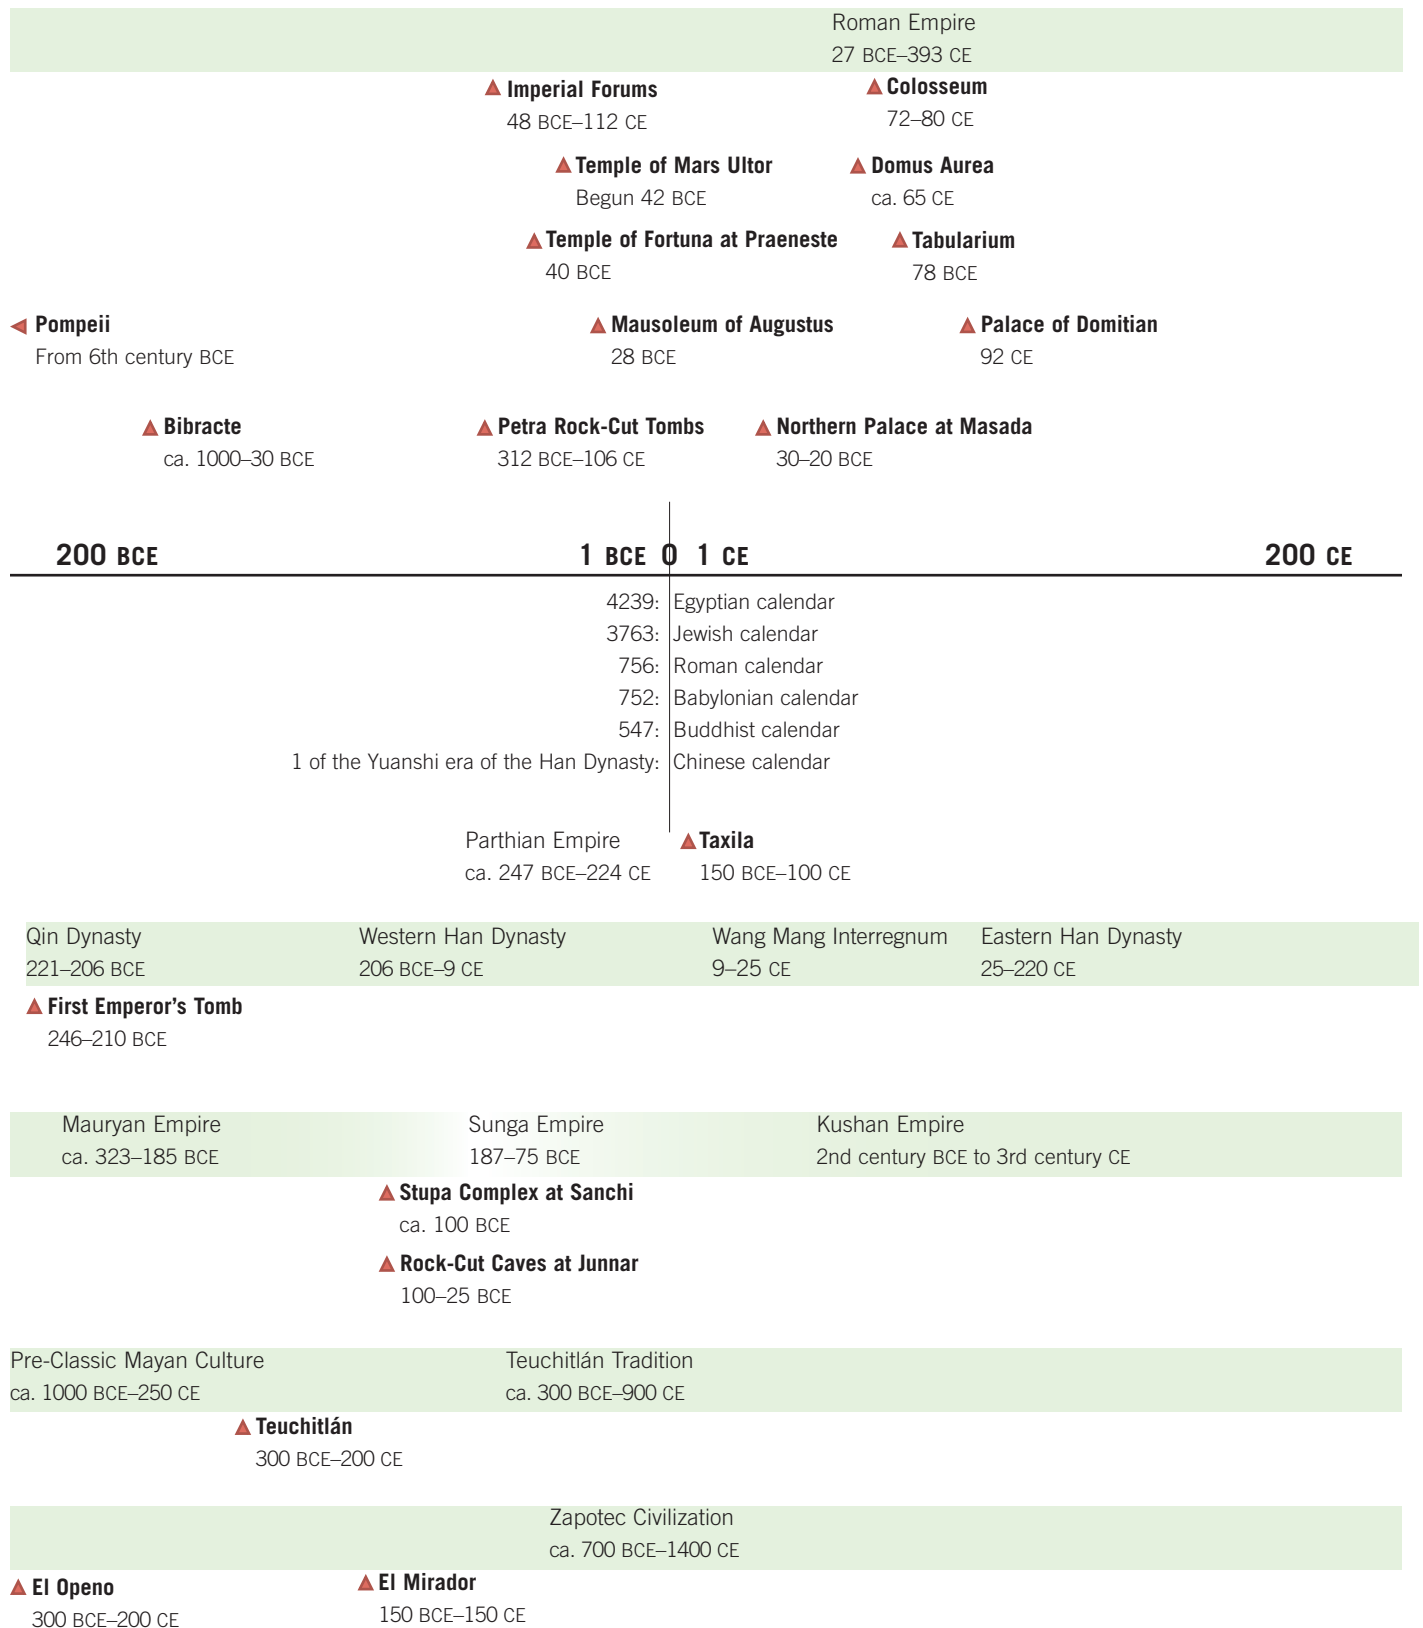 Roman Empire
27 BCE–393 CE
Imperial Forums
48 BCE–112 CE
Colosseum
72–80 CE
Temple of Mars Ultor
Begun 42 BCE
Domus Aurea
ca. 65 CE
Temple of Fortuna at Praeneste
40 BCE
Tabularium
78 BCE
Pompeii
From 6th century BCE
Mausoleum of Augustus
28 BCE
Palace of Domitian
92 CE
Bibracte
ca. 1000–30 BCE
Petra Rock-Cut Tombs
312 BCE–106 CE
Northern Palace at Masada
30–20 BCE
200 BCE 1 BCE 0 1 CE 200 CE
4239: Egyptian calendar
3763: Jewish calendar
756: Roman calendar
752: Babylonian calendar
547: Buddhist calendar
1 of the Yuanshi era of the Han Dynasty: Chinese calendar
Parthian Empire
ca. 247 BCE–224 CE
Taxila
150 BCE–100 CE
Qin Dynasty
221–206 BCE
Western Han Dynasty
206 BCE–9 CE
Wang Mang Interregnum
9–25 CE
Eastern Han Dynasty
25–220 CE
First Emperor's Tomb
246–210 BCE
Mauryan Empire
ca. 323–185 BCE
Sunga Empire
187–75 BCE
Kushan Empire
2nd century BCE to 3rd century CE
Stupa Complex at Sanchi
ca. 100 BCE
Rock-Cut Caves at Junnar
100–25 BCE
Pre-Classic Mayan Culture
ca. 1000 BCE–250 CE
Teuchitlán Tradition
ca. 300 BCE–900 CE
Teuchitlán
300 BCE–200 CE
Zapotec Civilization
ca. 700 BCE–1400 CE
El Openo
300 BCE–200 CE
El Mirador
150 BCE–150 CE